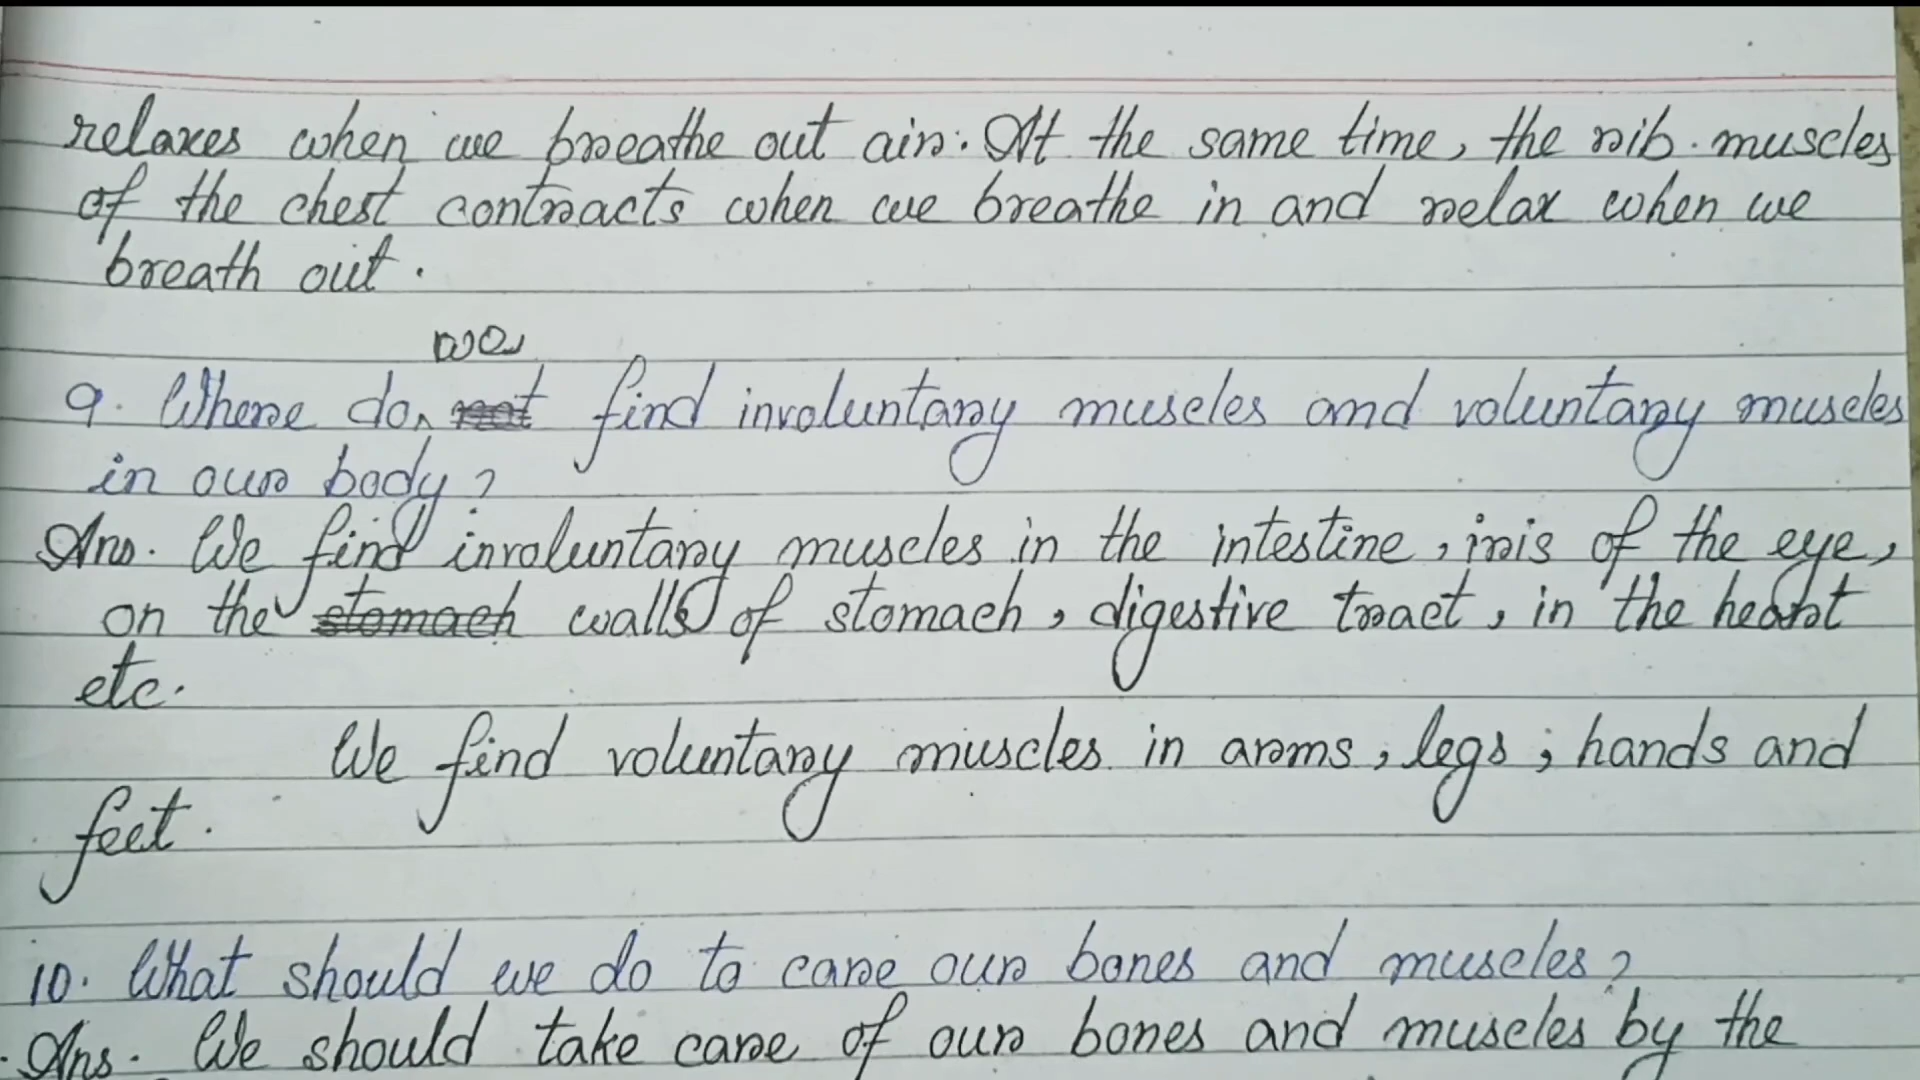 relaxes when we breathe out air. At the same time, the rib muscles
of the chest contracts when we breathe in and relax when we
breath out.
we
9. Where do not find involuntary muscles and voluntary muscles
in our body?
Ans. We find involuntary muscles in the intestine, iris of the eye,
on the stomach walls of stomach, digestive tract, in the heart
etc.
We find voluntary muscles in arms, legs, hands and
feet.
10. What should we do to care our bones and muscles?
Ans. We should take care of our bones and muscles by the